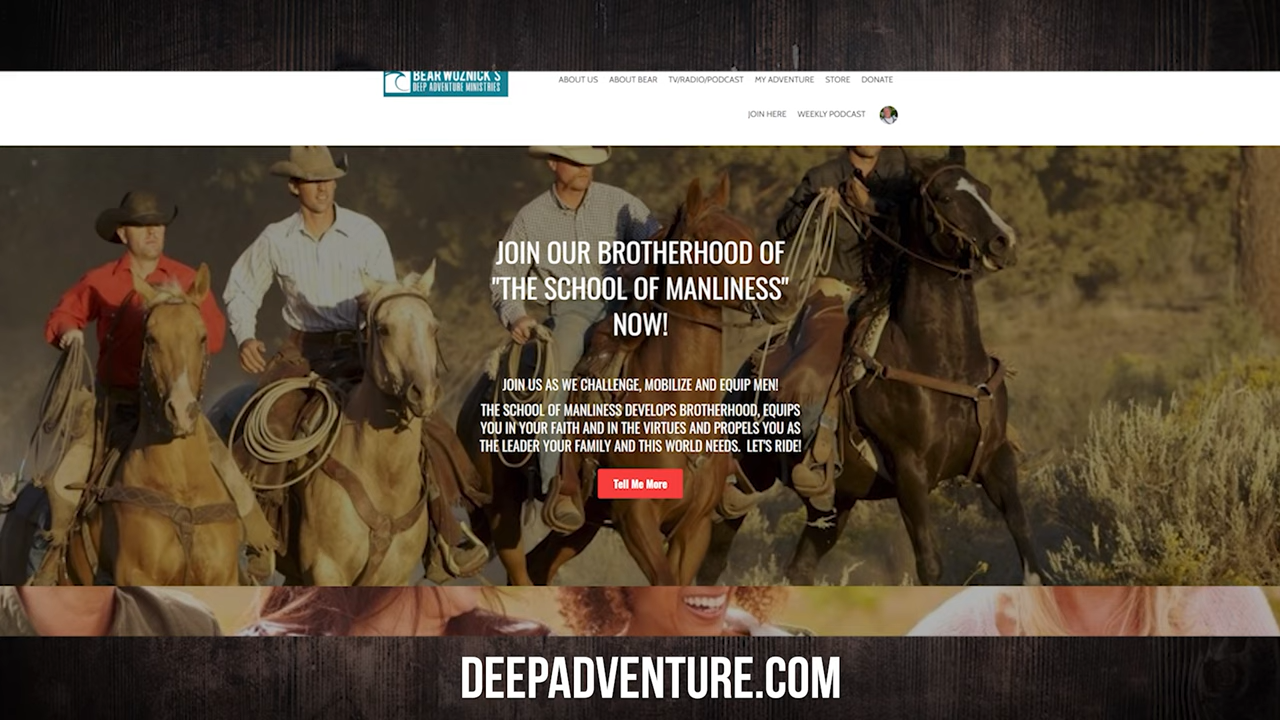 BEAR WOZNICK'S
DEEP ADVENTURE MINISTRIES
ABOUT US ABOUT BEAR TV/RADIO/PODCAST MY ADVENTURE STORE DONATE
JOIN HERE WEEKLY PODCAST
JOIN OUR BROTHERHOOD OF
"THE SCHOOL OF MANLINESS"
NOW!
JOIN US AS WE CHALLENGE, MOBILIZE AND EQUIP MEN!
THE SCHOOL OF MANLINESS DEVELOPS BROTHERHOOD, EQUIPS
YOU IN YOUR FAITH AND IN THE VIRTUES AND PROPELS YOU AS
THE LEADER YOUR FAMILY AND THIS WORLD NEEDS. LET'S RIDE!
Tell Me More
DEEPADVENTURE.COM